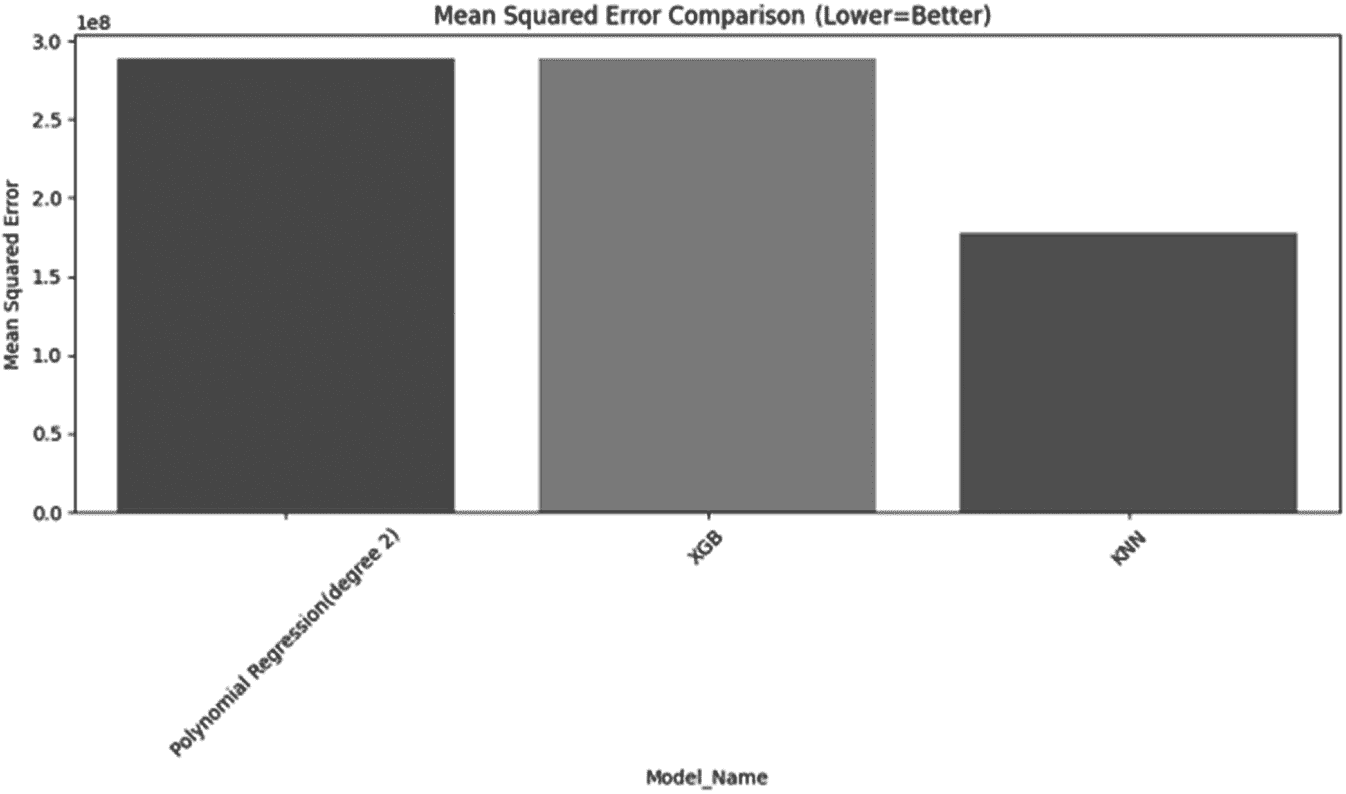 Mean Squared Error Comparison (Lower=Better)
1e8
3.0
2.5
2.0
1.5
1.0
0.5
0.0
Mean Squared Error
Polynomial Regression(degree 2)
XGB
KNN
Model_Name